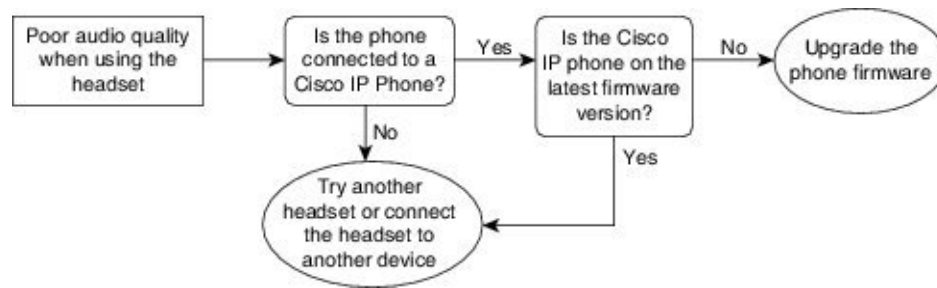 Poor audio quality
when using the
headset
Is the phone
connected to a
Cisco IP Phone?
Yes
Is the Cisco
IP phone on the
latest firmware
version?
No
Upgrade the
phone firmware
No
Yes
Try another
headset or connect
the headset to
another device